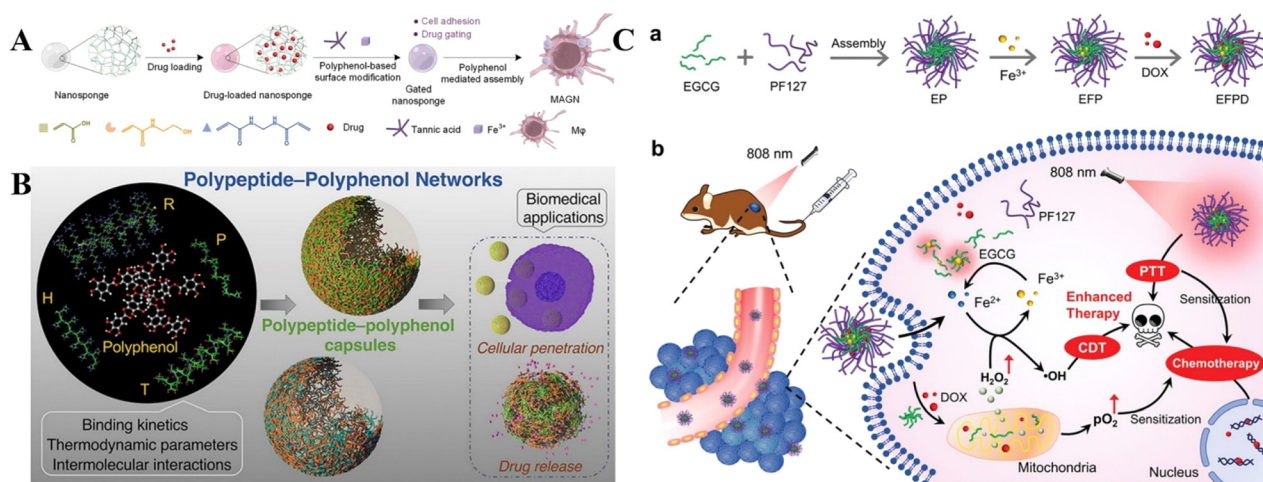 A
Drug loading
Polyphenol-based
surface modification
• Cell adhesion
• Drug gating
Polyphenol
mediated assembly
Nanosponge
Drug-loaded nanosponge
Gated
nanosponge
MAGN
OH
O
H
N
OH
O
H
N
H
N
O
O
Drug
Tannic acid
Fe³⁺
Mφ
B
Polypeptide–Polyphenol Networks
R
P
H
T
Polyphenol
Binding kinetics
Thermodynamic parameters
Intermolecular interactions
Polypeptide–polyphenol
capsules
Biomedical
applications
Cellular penetration
Drug release
C
a
EGCG
+
PF127
Assembly
EP
Fe³⁺
EFP
DOX
EFPD
b
808 nm
808 nm
PF127
EGCG
Fe³⁺
Fe²⁺
PTT
Sensitization
Enhanced
Therapy
CDT
H₂O₂
·OH
Chemotherapy
DOX
pO₂
Sensitization
Mitochondria
Nucleus